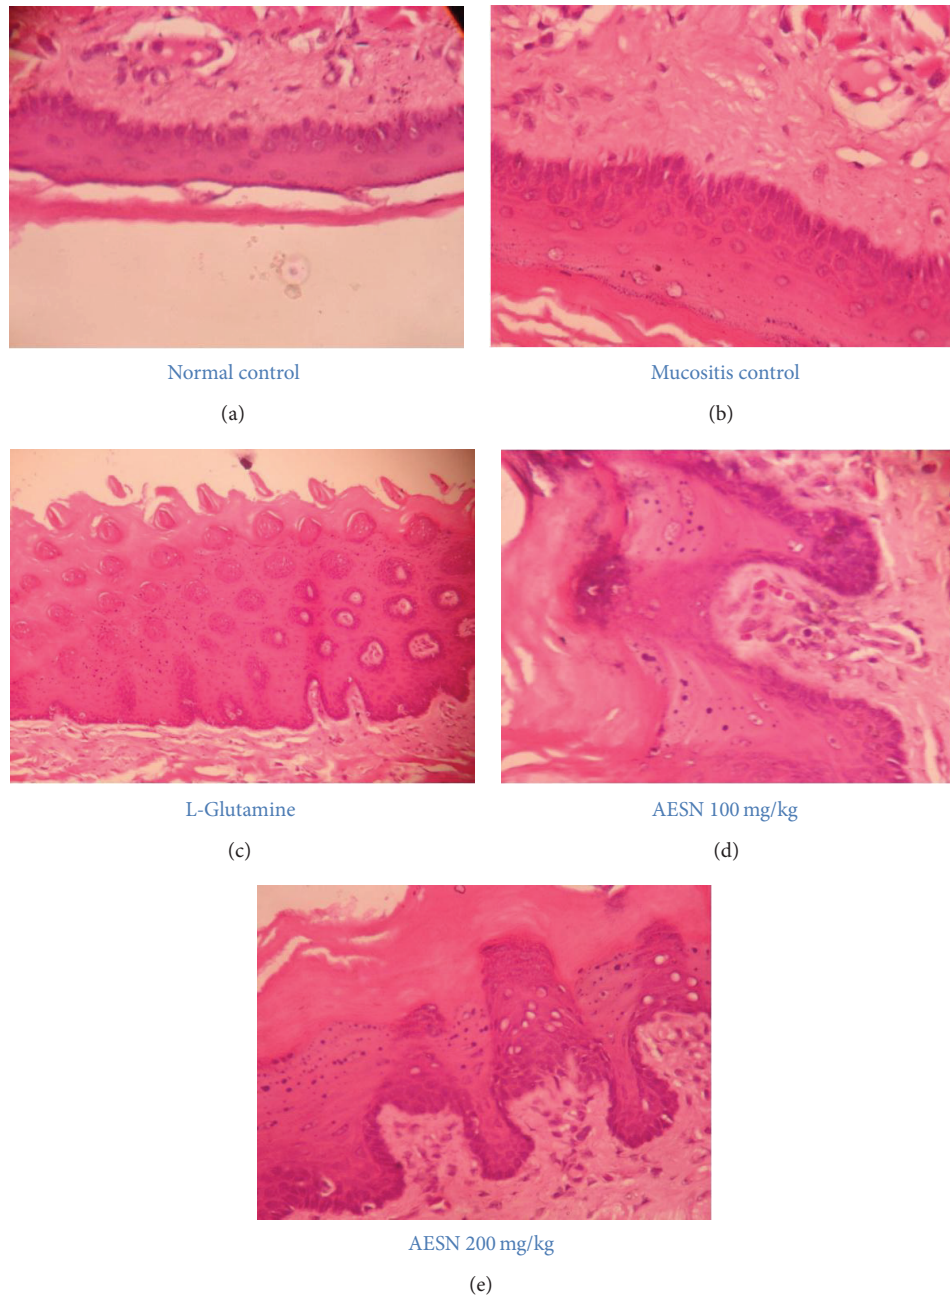 Normal control
Mucositis control
(a)
(b)
L-Glutamine
AESN 100 mg/kg
(c)
(d)
AESN 200 mg/kg
(e)